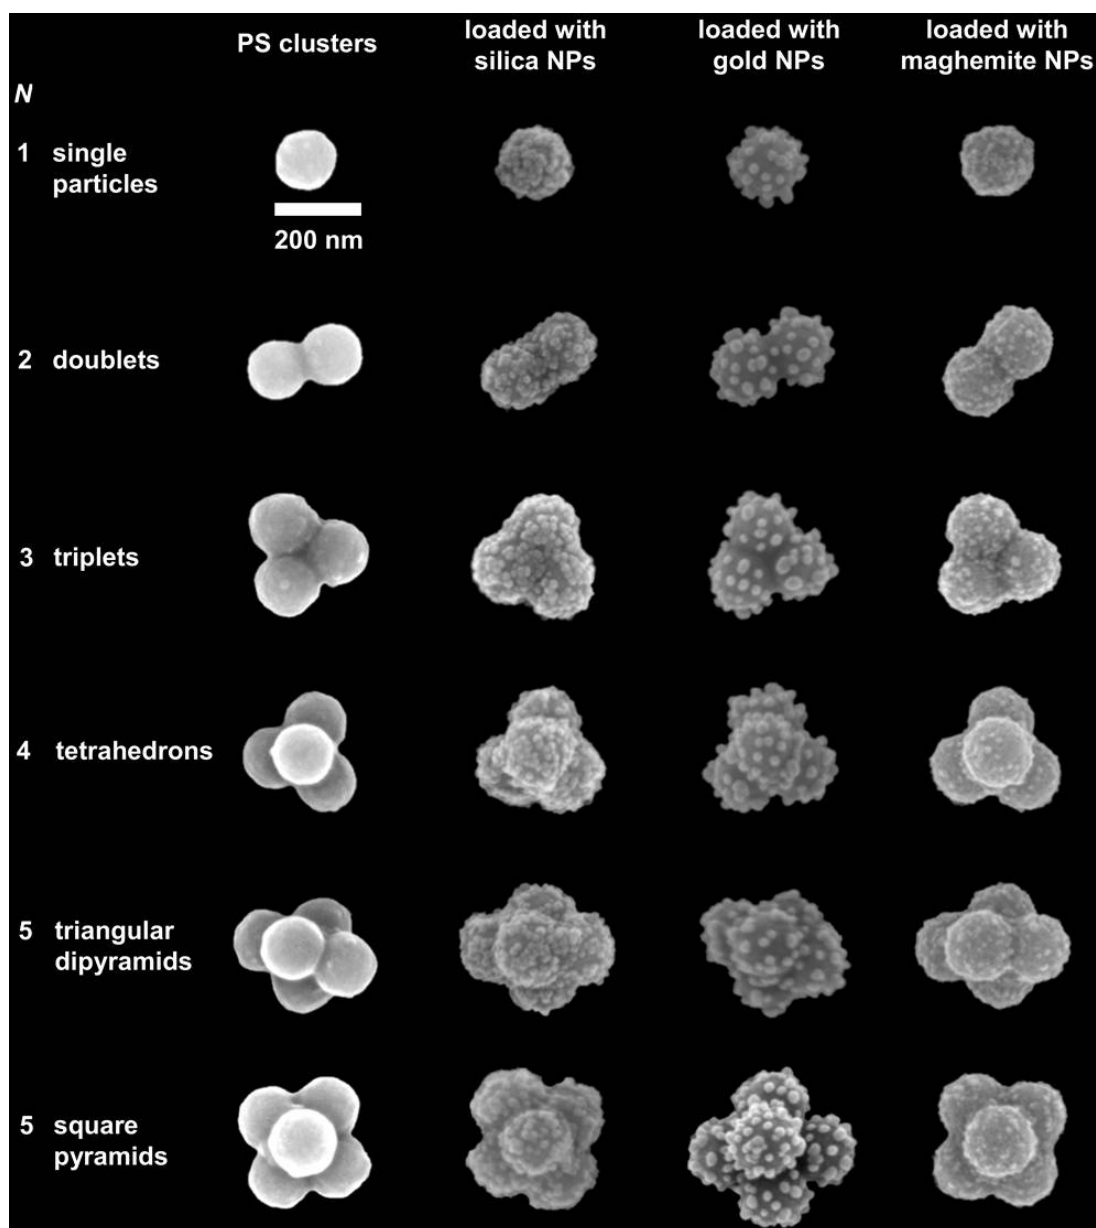 PS clusters
loaded with
silica NPs
loaded with
gold NPs
loaded with
maghemite NPs
N
1 single
particles
200 nm
2 doublets
3 triplets
4 tetrahedrons
5 triangular
dipyramids
5 square
pyramids